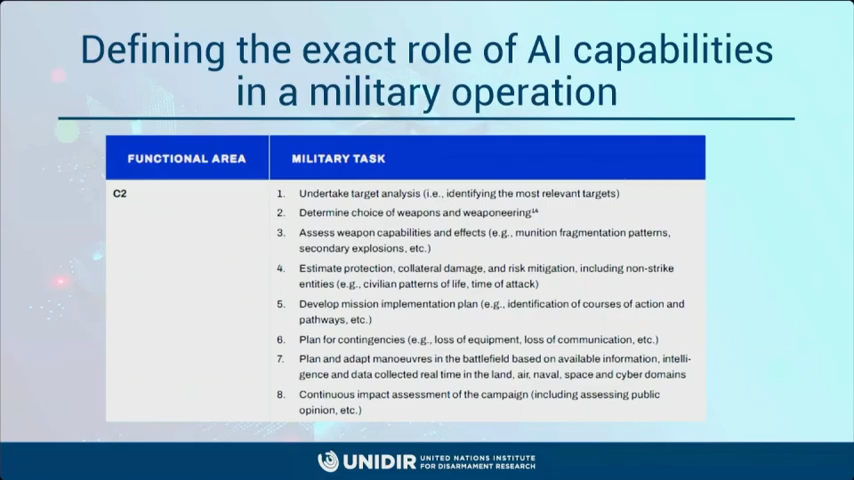 Defining the exact role of AI capabilities
in a military operation
FUNCTIONAL AREA
MILITARY TASK
C2
1. Undertake target analysis (i.e., identifying the most relevant targets)
2. Determine choice of weapons and weaponeering¹⁴
3. Assess weapon capabilities and effects (e.g., munition fragmentation patterns,
secondary explosions, etc.)
4. Estimate protection, collateral damage, and risk mitigation, including non-strike
entities (e.g., civilian patterns of life, time of attack)
5. Develop mission implementation plan (e.g., identification of courses of action and
pathways, etc.)
6. Plan for contingencies (e.g., loss of equipment, loss of communication, etc.)
7. Plan and adapt manoeuvres in the battlefield based on available information, intelli-
gence and data collected real time in the land, air, naval, space and cyber domains
8. Continuous impact assessment of the campaign (including assessing public
opinion, etc.)
UNIDIR
UNITED NATIONS INSTITUTE
FOR DISARMAMENT RESEARCH